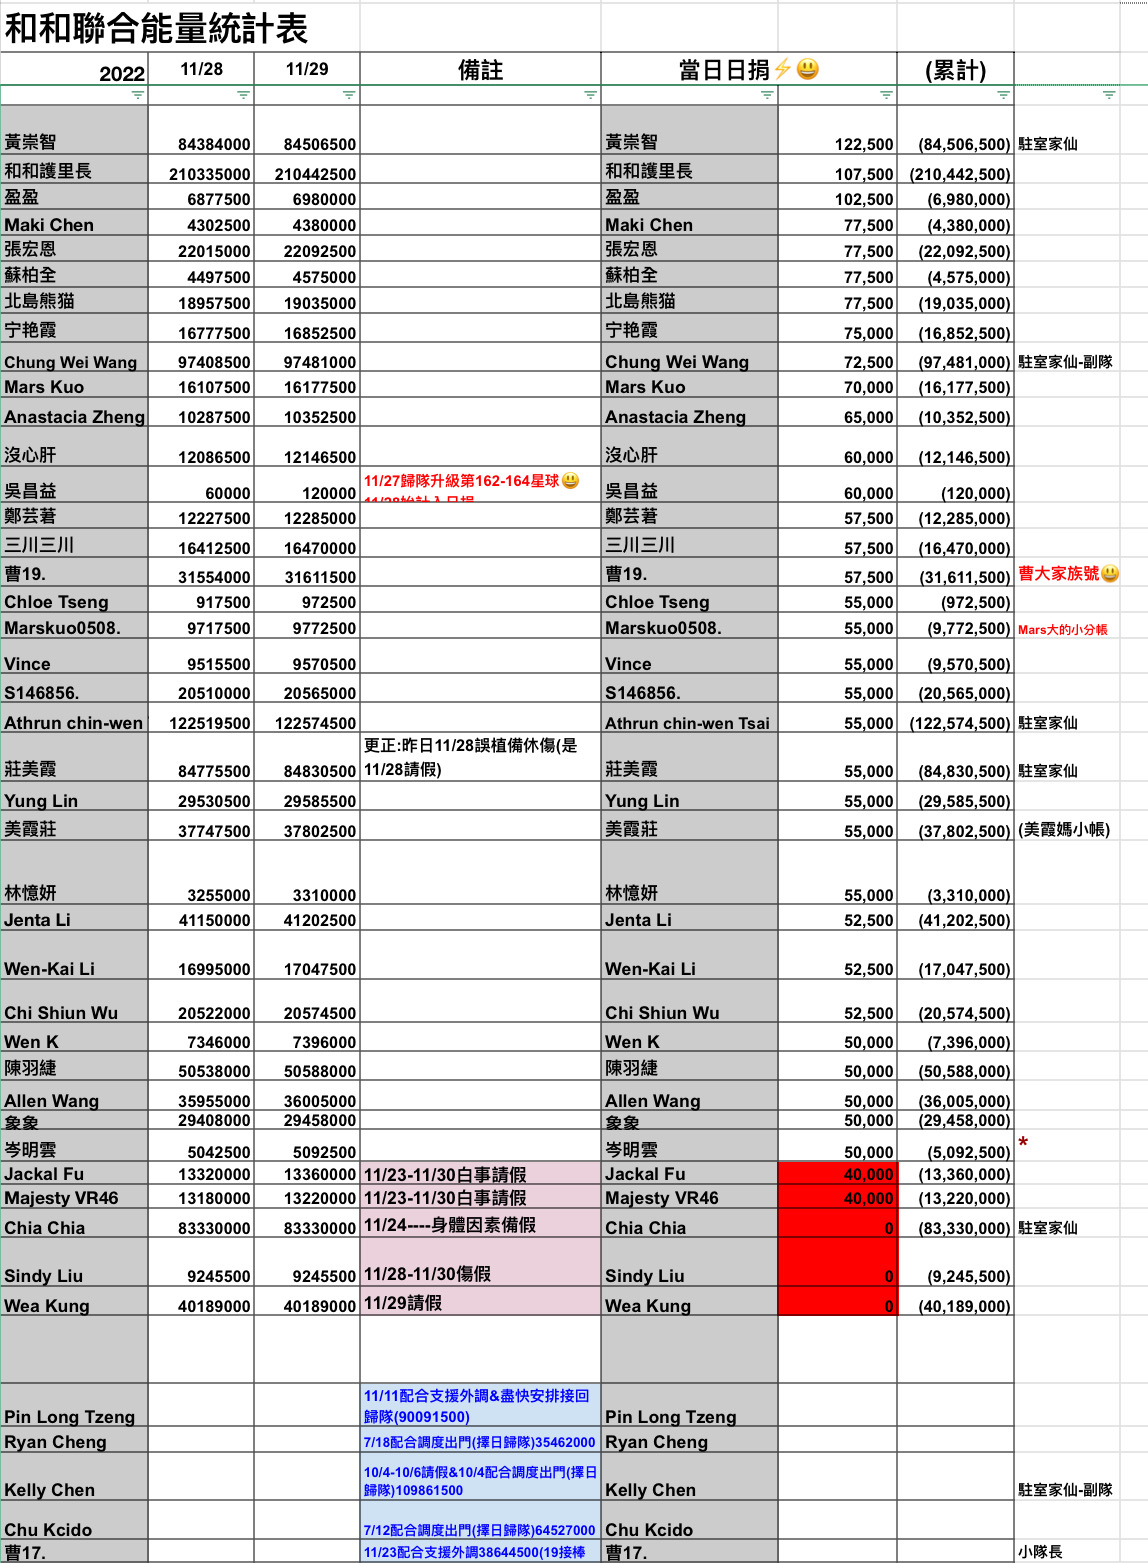 和和聯合能量統計表
2022 11/28 11/29 備註 當日日捐⚡😃 (累計)
黃崇智 84384000 84506500 黃崇智 122,500 (84,506,500) 駐室家仙
和和護里長 210335000 210442500 和和護里長 107,500 (210,442,500)
盈盈 6877500 6980000 盈盈 102,500 (6,980,000)
Maki Chen 4302500 4380000 Maki Chen 77,500 (4,380,000)
張宏恩 22015000 22092500 張宏恩 77,500 (22,092,500)
蘇柏全 4497500 4575000 蘇柏全 77,500 (4,575,000)
北島熊猫 18957500 19035000 北島熊猫 77,500 (19,035,000)
宁艳霞 16777500 16852500 宁艳霞 75,000 (16,852,500)
Chung Wei Wang 97408500 97481000 Chung Wei Wang 72,500 (97,481,000) 駐室家仙-副隊
Mars Kuo 16107500 16177500 Mars Kuo 70,000 (16,177,500)
Anastacia Zheng 10287500 10352500 Anastacia Zheng 65,000 (10,352,500)
沒心肝 12086500 12146500 沒心肝 60,000 (12,146,500)
吳昌益 60000 120000 11/27歸隊升級第162-164星球😃 吳昌益 60,000 (120,000)
11/28始計入日捐
鄭芸莙 12227500 12285000 鄭芸莙 57,500 (12,285,000)
三川三川 16412500 16470000 三川三川 57,500 (16,470,000)
曹19. 31554000 31611500 曹19. 57,500 (31,611,500) 曹大家族號😃
Chloe Tseng 917500 972500 Chloe Tseng 55,000 (972,500)
Marskuo0508. 9717500 9772500 Marskuo0508. 55,000 (9,772,500) Mars大的小分帳
Vince 9515500 9570500 Vince 55,000 (9,570,500)
S146856. 20510000 20565000 S146856. 55,000 (20,565,000)
Athrun chin-wen 122519500 122574500 Athrun chin-wen Tsai 55,000 (122,574,500) 駐室家仙
更正:昨日11/28誤植備休傷(是
莊美霞 84775500 84830500 11/28請假) 莊美霞 55,000 (84,830,500) 駐室家仙
Yung Lin 29530500 29585500 Yung Lin 55,000 (29,585,500)
美霞莊 37747500 37802500 美霞莊 55,000 (37,802,500) (美霞媽小帳)
林憶妍 3255000 3310000 林憶妍 55,000 (3,310,000)
Jenta Li 41150000 41202500 Jenta Li 52,500 (41,202,500)
Wen-Kai Li 16995000 17047500 Wen-Kai Li 52,500 (17,047,500)
Chi Shiun Wu 20522000 20574500 Chi Shiun Wu 52,500 (20,574,500)
Wen K 7346000 7396000 Wen K 50,000 (7,396,000)
陳羽緁 50538000 50588000 陳羽緁 50,000 (50,588,000)
Allen Wang 35955000 36005000 Allen Wang 50,000 (36,005,000)
象象 29408000 29458000 象象 50,000 (29,458,000)
岑明雲 5042500 5092500 岑明雲 50,000 (5,092,500) *
Jackal Fu 13320000 13360000 11/23-11/30白事請假 Jackal Fu 40,000 (13,360,000)
Majesty VR46 13180000 13220000 11/23-11/30白事請假 Majesty VR46 40,000 (13,220,000)
Chia Chia 83330000 83330000 11/24----身體因素備假 Chia Chia 0 (83,330,000) 駐室家仙
Sindy Liu 9245500 9245500 11/28-11/30傷假 Sindy Liu 0 (9,245,500)
Wea Kung 40189000 40189000 11/29請假 Wea Kung 0 (40,189,000)
11/11配合支援外調&盡快安排接回
Pin Long Tzeng 歸隊(90091500) Pin Long Tzeng
Ryan Cheng 7/18配合調度出門(擇日歸隊)35462000 Ryan Cheng
10/4-10/6請假&10/4配合調度出門(擇日
Kelly Chen 歸隊)109861500 Kelly Chen 駐室家仙-副隊
Chu Kcido 7/12配合調度出門(擇日歸隊)64527000 Chu Kcido
曹17. 11/23配合支援外調38644500(19接棒 曹17. 小隊長